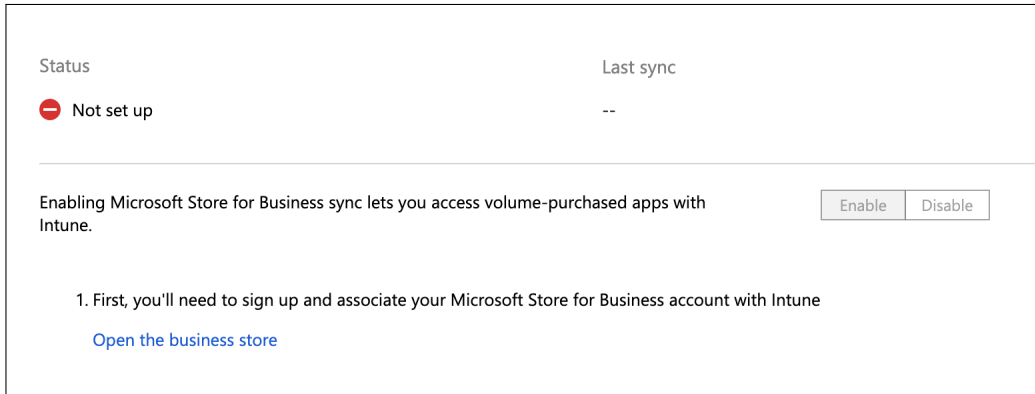 Status
Last sync
Not set up
--
Enabling Microsoft Store for Business sync lets you access volume-purchased apps with
Intune.
Enable
Disable
1. First, you'll need to sign up and associate your Microsoft Store for Business account with Intune
Open the business store